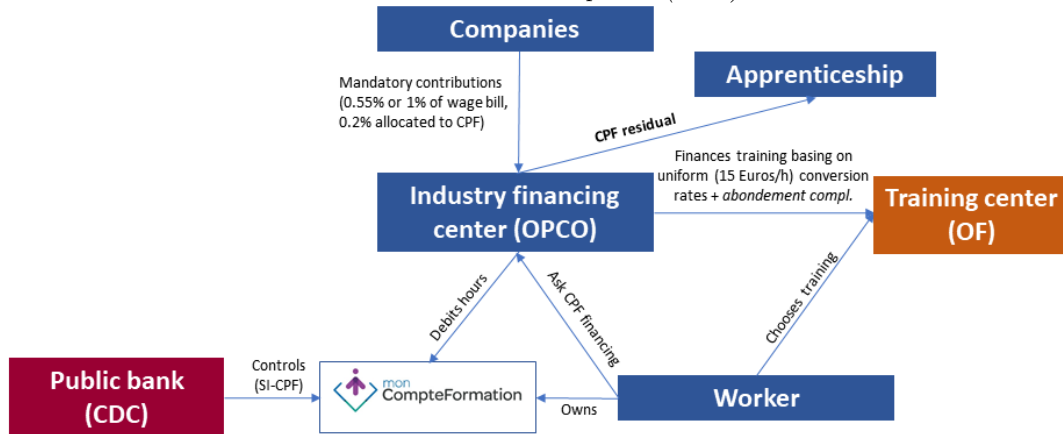 Companies
Mandatory contributions
(0.55% or 1% of wage bill,
0.2% allocated to CPF)
Apprenticeship
CPF residual
Finances training basing on
uniform (15 Euros/h) conversion
rates + abondement compl.
Industry financing
center (OPCO)
Training center
(OF)
Debits hours
Ask CPF financing
Chooses training
Public bank
(CDC)
Controls
(SI-CPF)
mon
CompteFormation
Owns
Worker